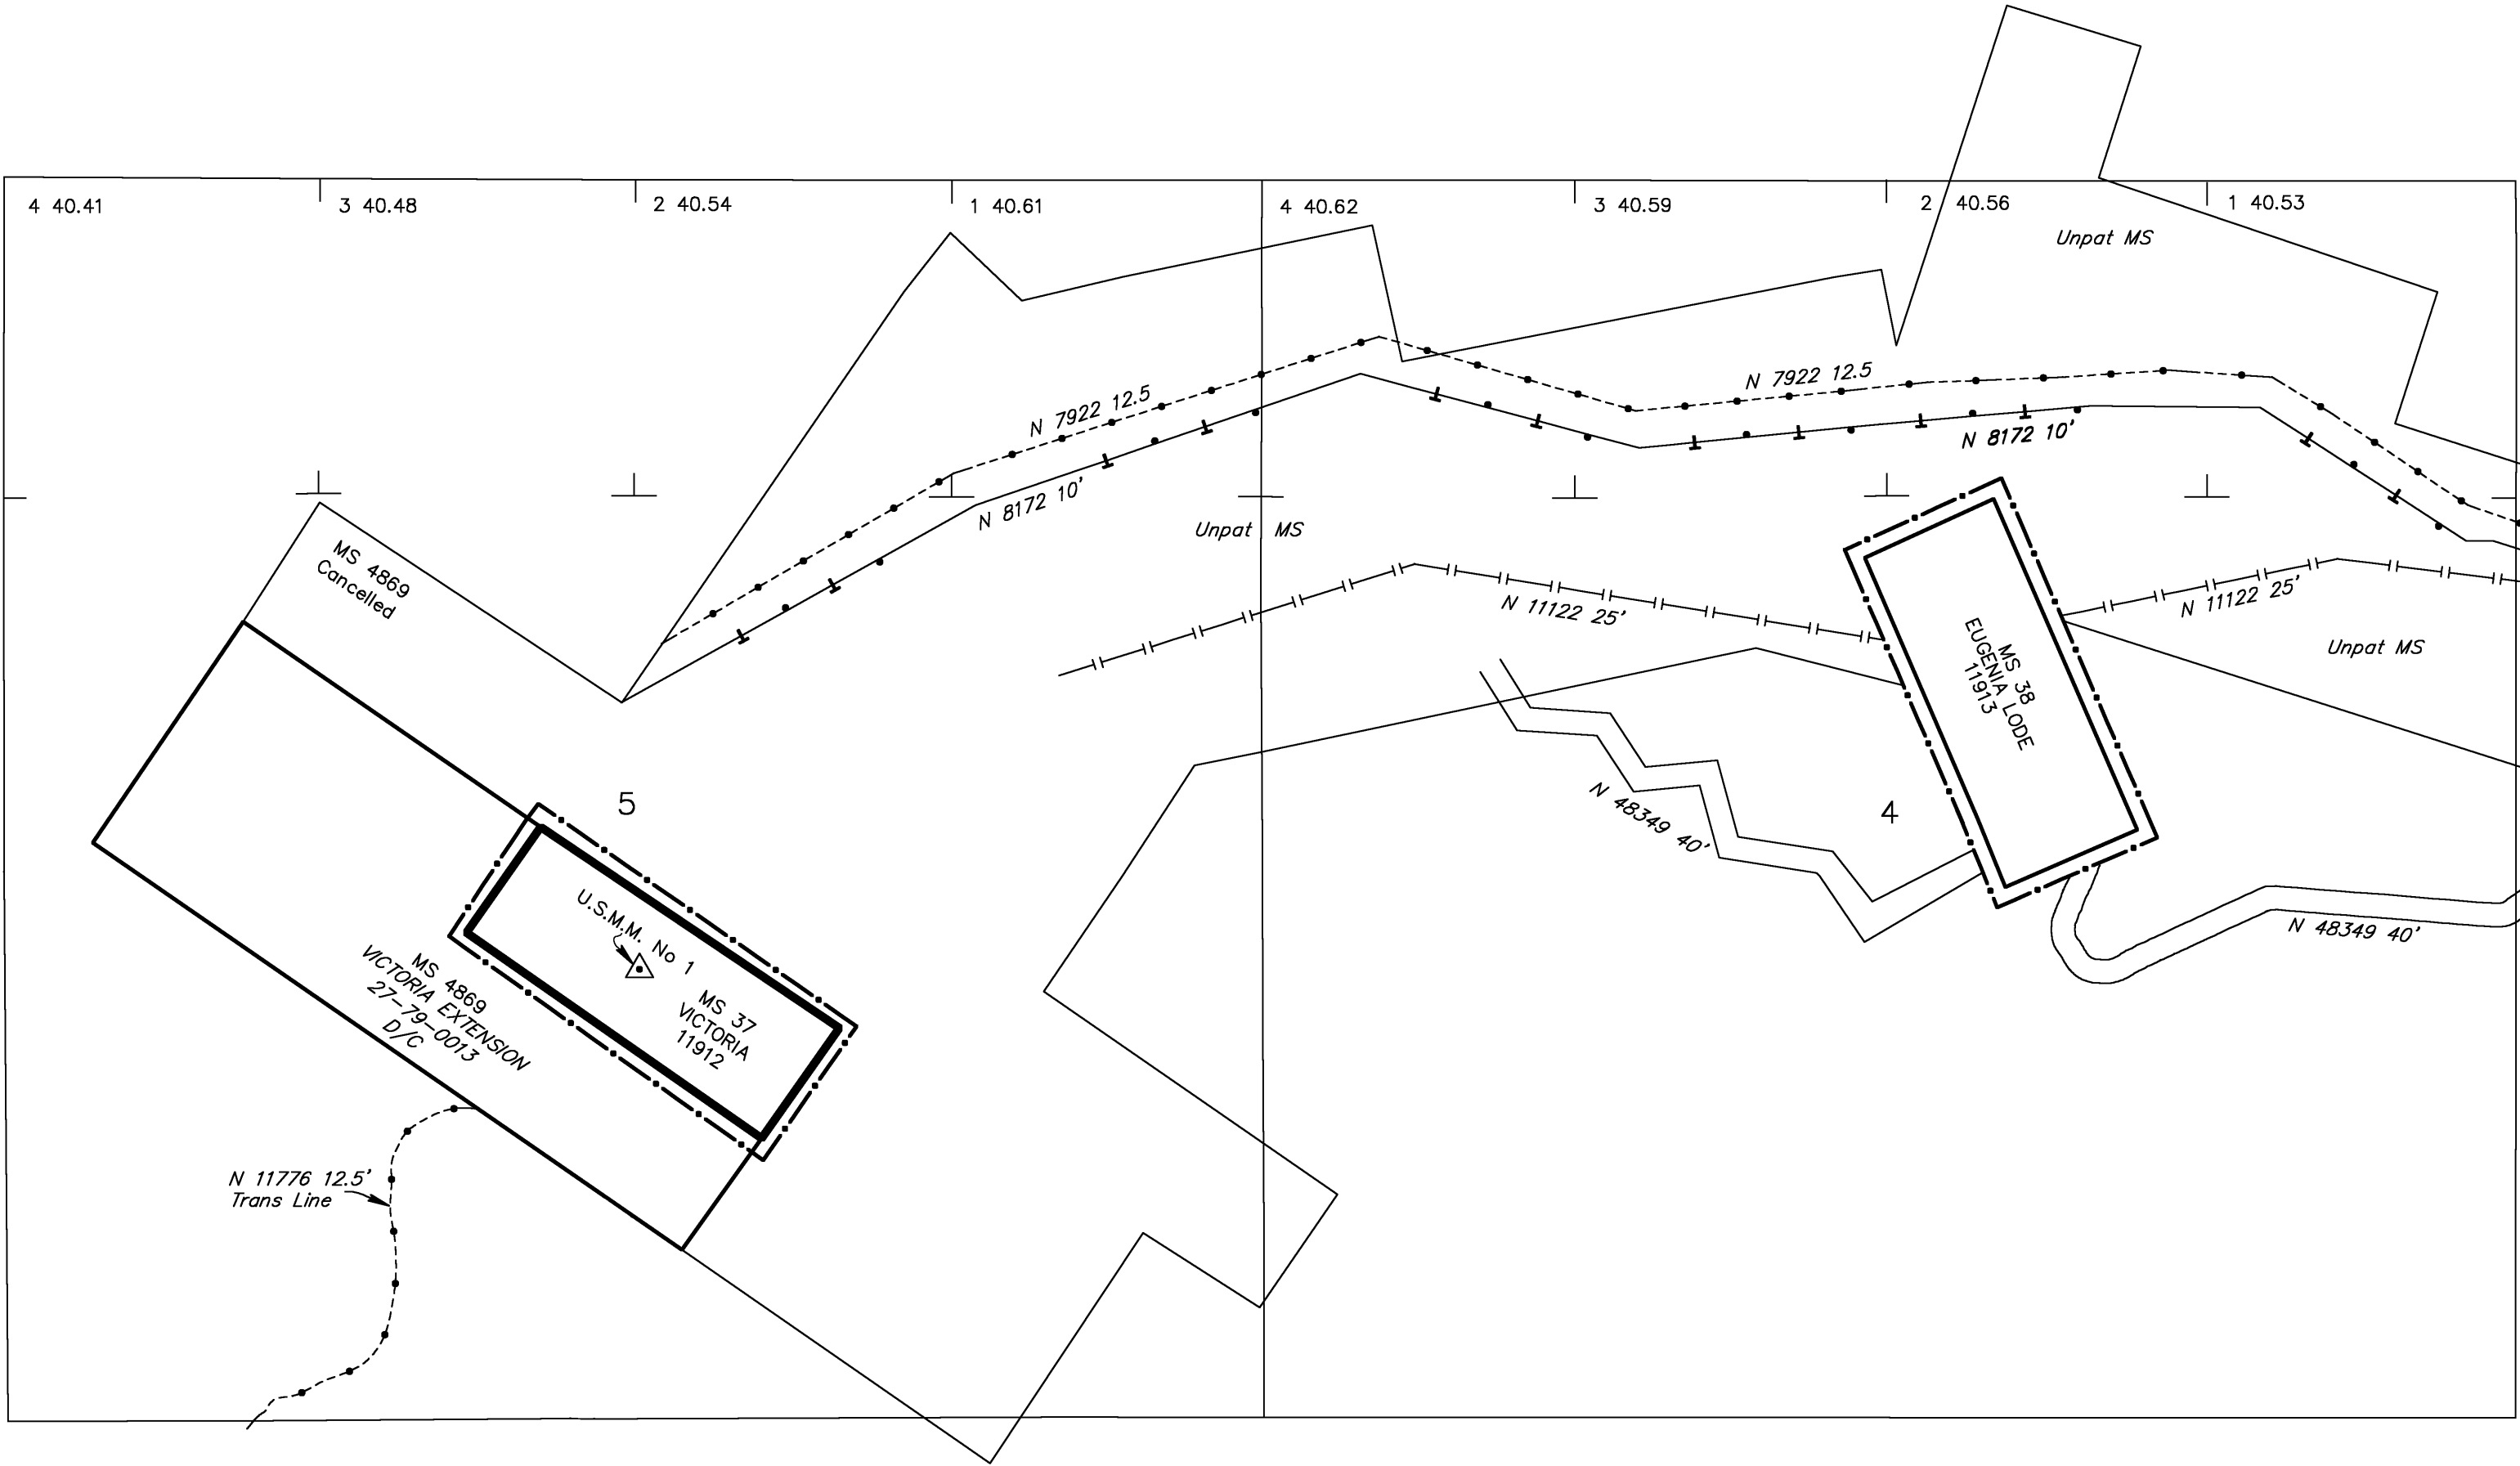 4 40.41
3 40.48
2 40.54
1 40.61
4 40.62
3 40.59
2 40.56
1 40.53
Unpat MS
N 7922 12.5
N 7922 12.5
N 8172 10'
N 8172 10'
Unpat MS
MS 4869
Cancelled
N 11122 25'
N 11122 25'
Unpat MS
MS 38
EUGENIA LODE
11913
5
4
N 48349 40'
N 48349 40'
U.S.M.M. No 1
MS 37
VICTORIA
11912
MS 4869
VICTORIA EXTENSION
27-79-0013
D/C
N 11776 12.5'
Trans Line